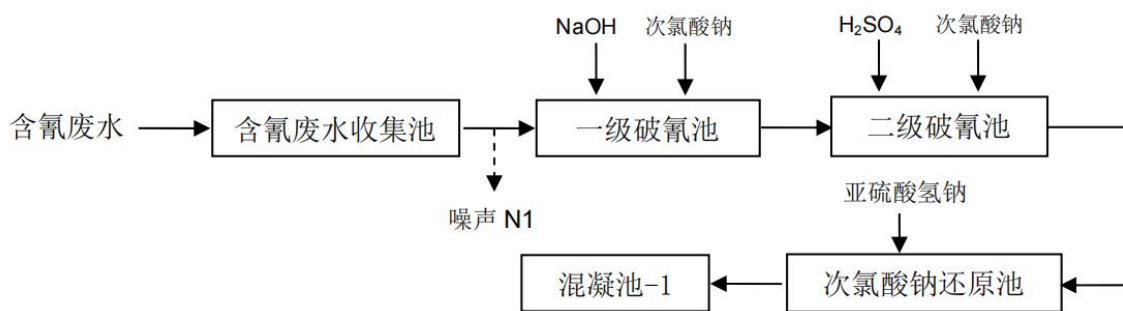 NaOH
次氯酸钠
H₂SO₄
次氯酸钠
含氰废水
含氰废水收集池
一级破氰池
二级破氰池
噪声 N1
亚硫酸氢钠
混凝池-1
次氯酸钠还原池